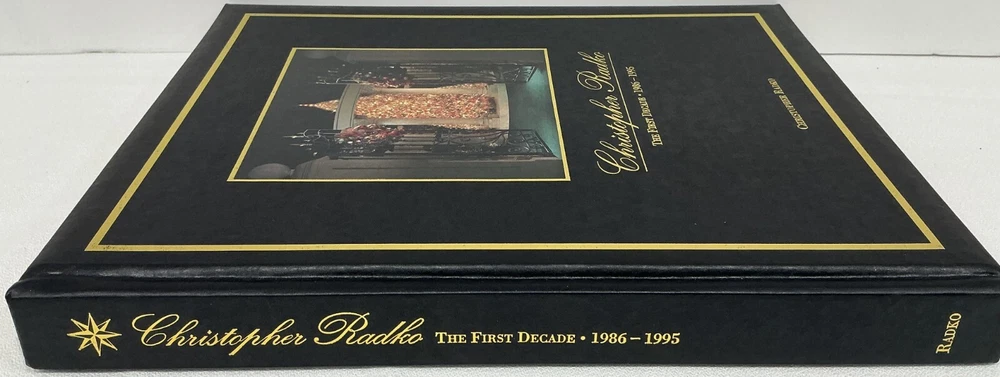 Christopher Radko
The First Decade • 1986 – 1995
Christopher Radko
Christopher Radko The First Decade • 1986 – 1995 Radko